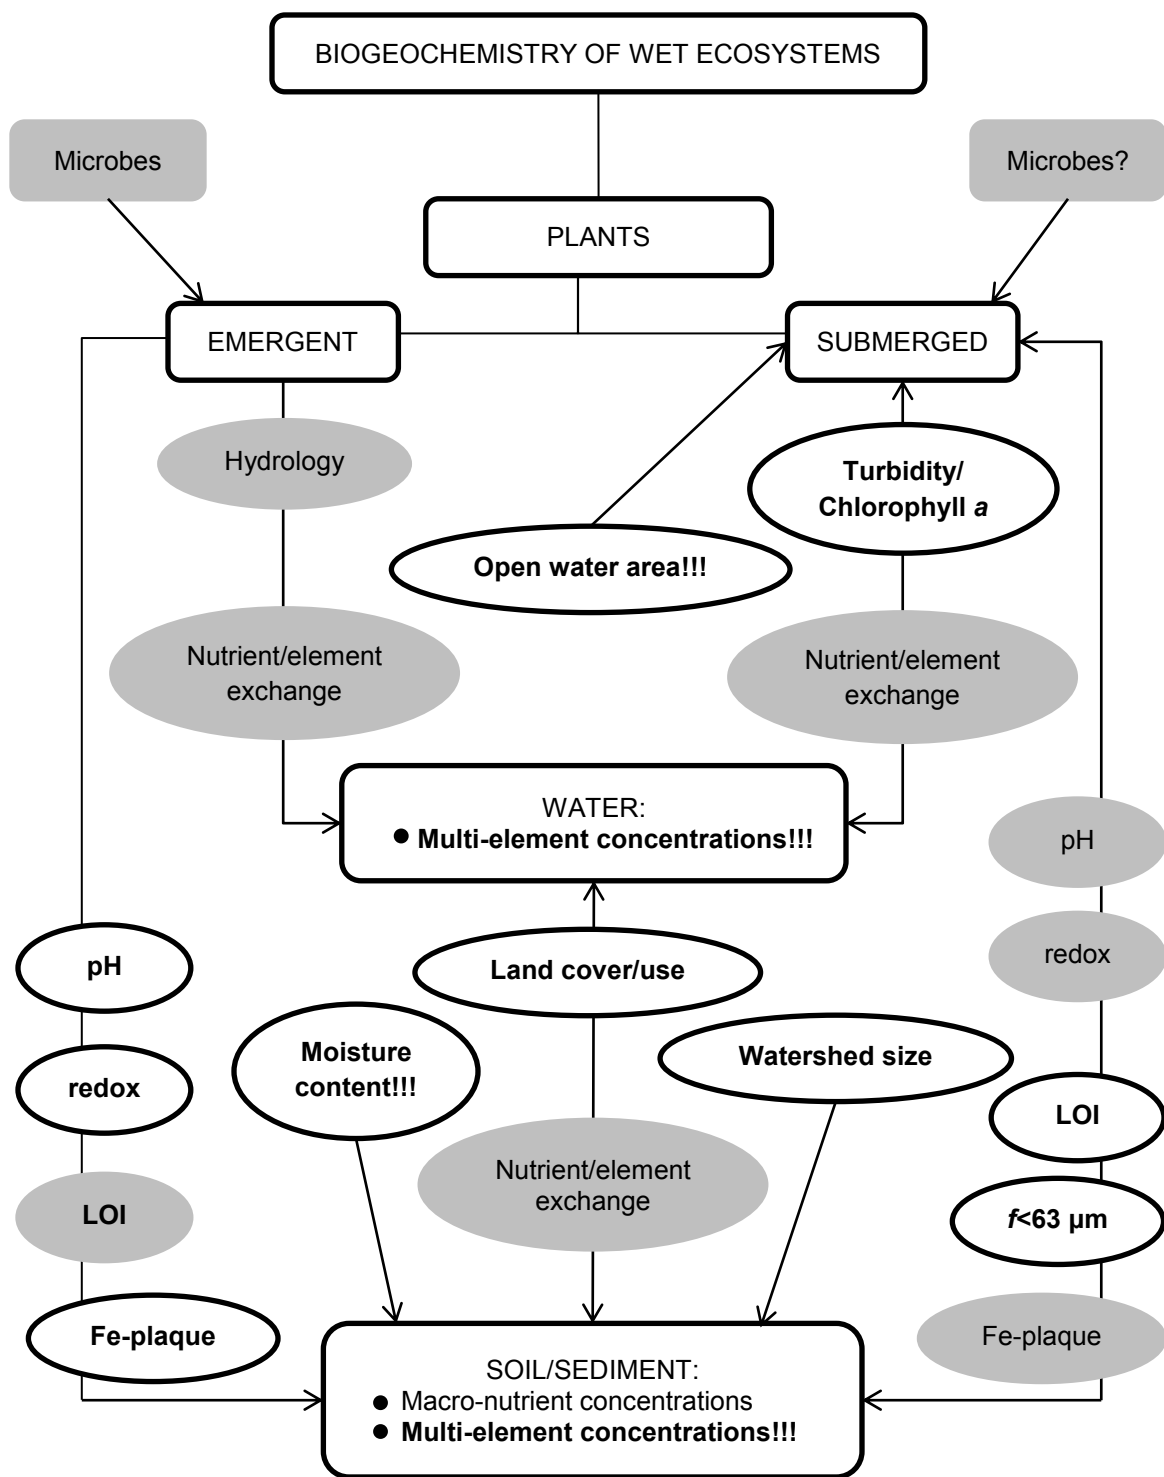 BIOGEOCHEMISTRY OF WET ECOSYSTEMS
Microbes
Microbes?
PLANTS
EMERGENT
SUBMERGED
Hydrology
Turbidity/
Chlorophyll a
Open water area!!!
Nutrient/element
exchange
Nutrient/element
exchange
WATER:
● Multi-element concentrations!!!
pH
redox
pH
Land cover/use
Moisture
content!!!
Watershed size
redox
LOI
Nutrient/element
exchange
LOI
f<63 µm
Fe-plaque
Fe-plaque
SOIL/SEDIMENT:
● Macro-nutrient concentrations
● Multi-element concentrations!!!